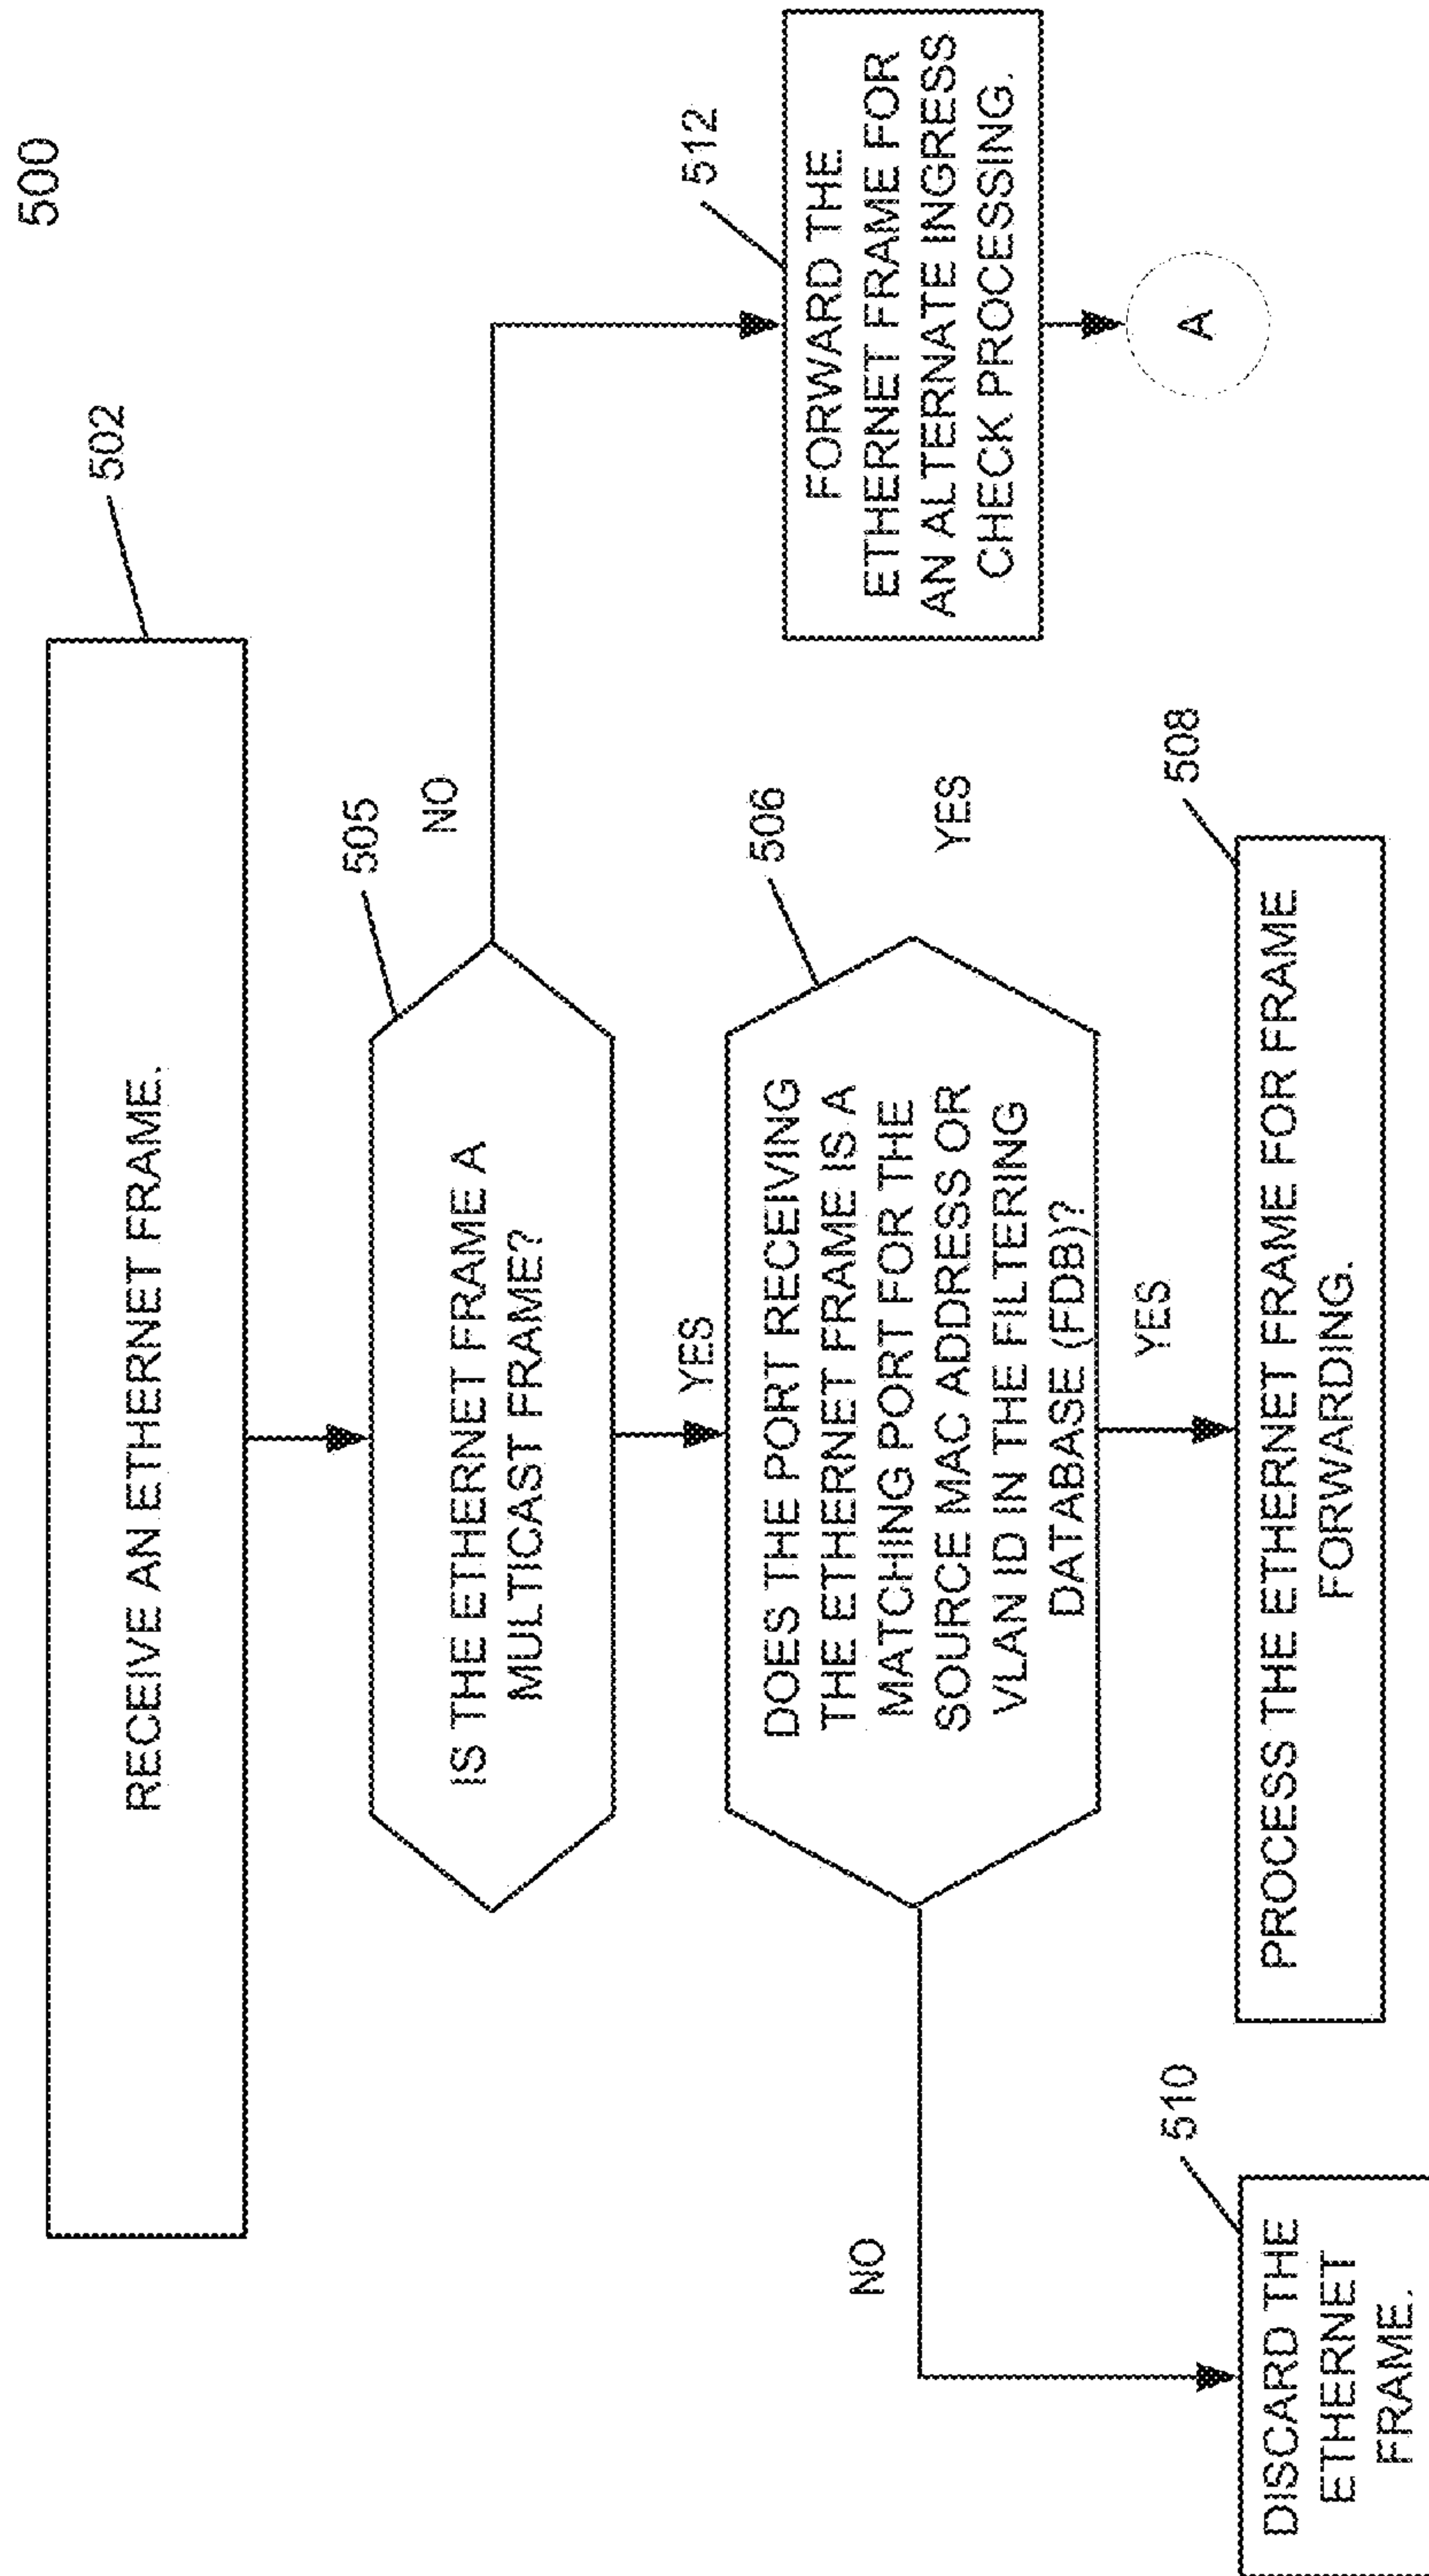 500
502
RECEIVE AN ETHERNET FRAME.
505
IS THE ETHERNET FRAME A
MULTICAST FRAME?
NO
YES
512
FORWARD THE
ETHERNET FRAME FOR
AN ALTERNATE INGRESS
CHECK PROCESSING.
A
506
DOES THE PORT RECEIVING
THE ETHERNET FRAME IS A
MATCHING PORT FOR THE
SOURCE MAC ADDRESS OR
VLAN ID IN THE FILTERING
DATABASE (FDB)?
YES
NO
YES
508
PROCESS THE ETHERNET FRAME FOR FRAME
FORWARDING.
510
DISCARD THE
ETHERNET
FRAME.